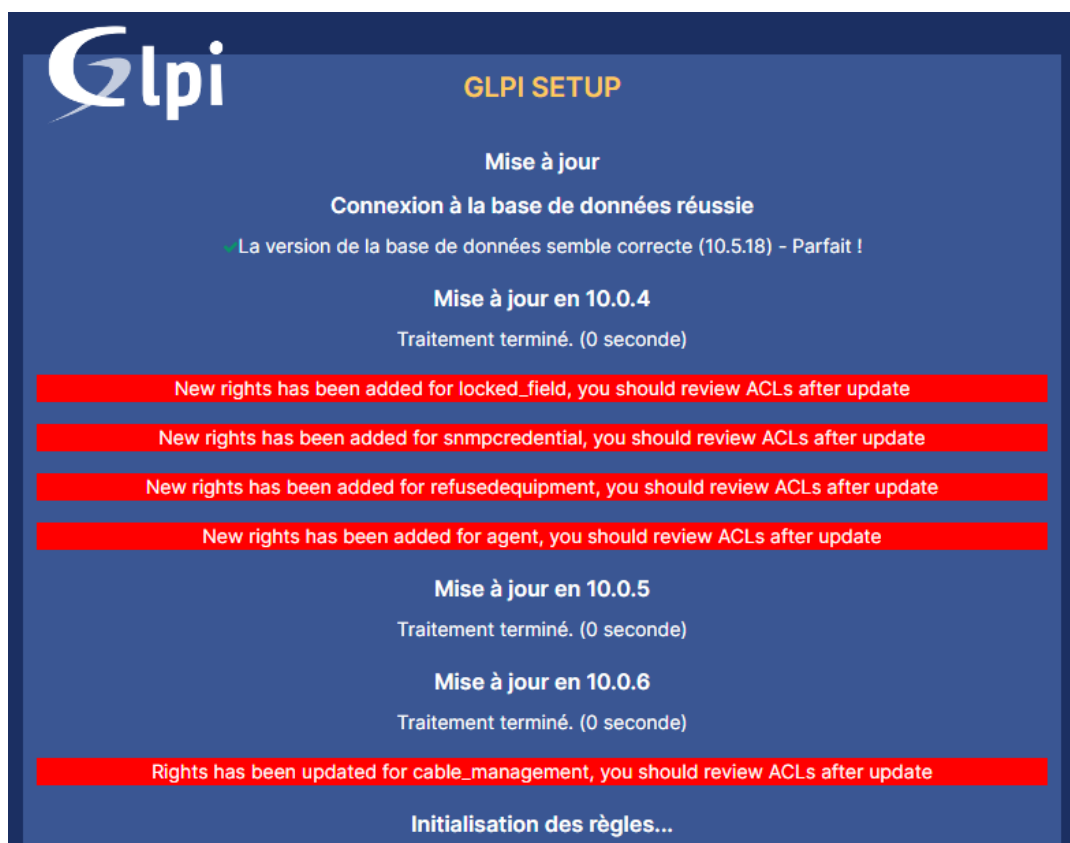 Glpi
GLPI SETUP
Mise à jour
Connexion à la base de données réussie
La version de la base de données semble correcte (10.5.18) - Parfait !
Mise à jour en 10.0.4
Traitement terminé. (0 seconde)
New rights has been added for locked_field, you should review ACLs after update
New rights has been added for snmpcredential, you should review ACLs after update
New rights has been added for refusedequipment, you should review ACLs after update
New rights has been added for agent, you should review ACLs after update
Mise à jour en 10.0.5
Traitement terminé. (0 seconde)
Mise à jour en 10.0.6
Traitement terminé. (0 seconde)
Rights has been updated for cable_management, you should review ACLs after update
Initialisation des règles...